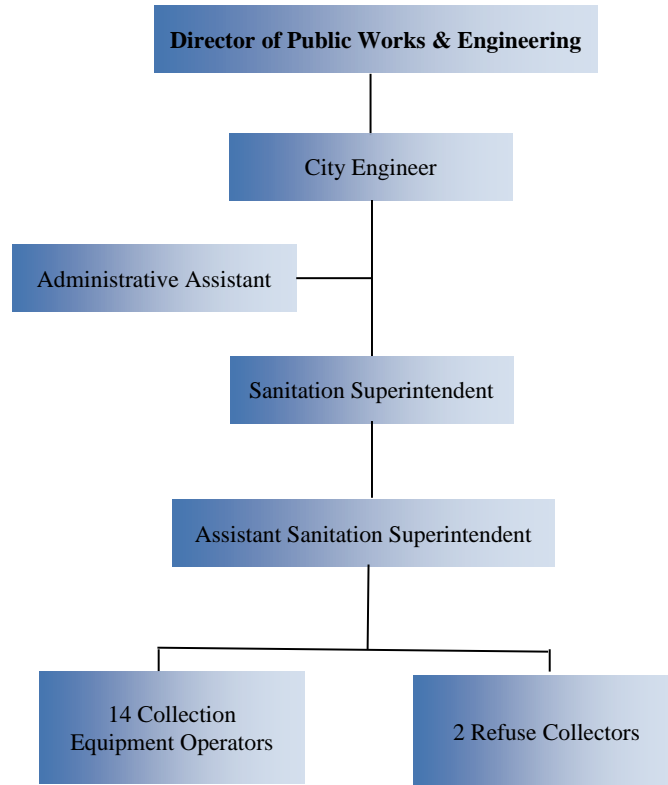 Director of Public Works & Engineering
City Engineer
Administrative Assistant
Sanitation Superintendent
Assistant Sanitation Superintendent
14 Collection
Equipment Operators
2 Refuse Collectors